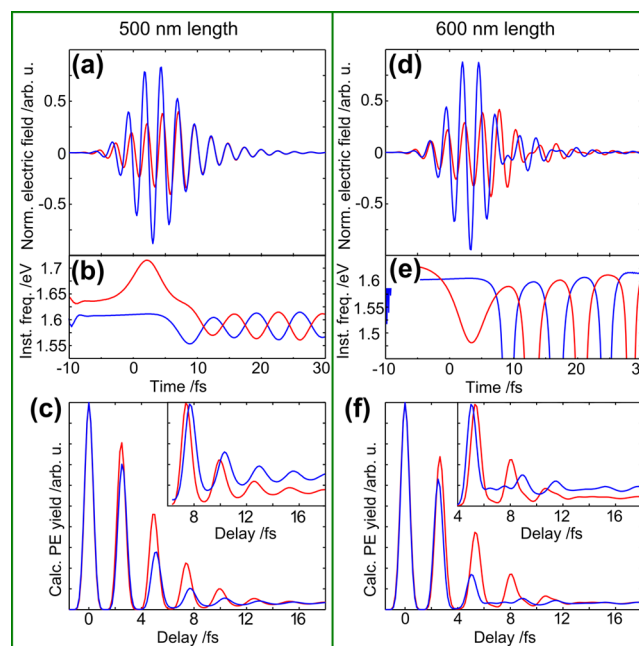 500 nm length
600 nm length
(a)
Norm. electric field /arb. u.
0.5
0
-0.5
(d)
Norm. electric field /arb. u.
0.5
0
-0.5
(b)
Inst. freq. /eV
1.7
1.65
1.6
1.55
-10 0 10 20 30
Time /fs
(e)
Inst. freq. /eV
1.6
1.55
1.5
-10 0 10 20 30
Time /fs
(c)
Calc. PE yield /arb. u.
8 12 16
Delay /fs
0 4 8 12 16
Delay /fs
(f)
Calc. PE yield /arb. u.
4 8 12 16
Delay /fs
0 4 8 12 16
Delay /fs